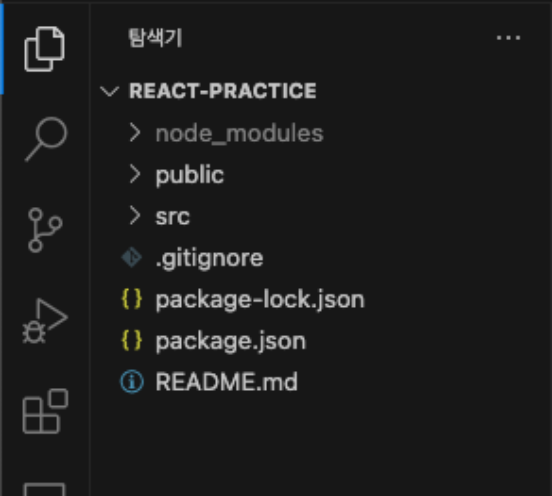 탐색기
REACT-PRACTICE
node_modules
public
src
.gitignore
{} package-lock.json
{} package.json
README.md